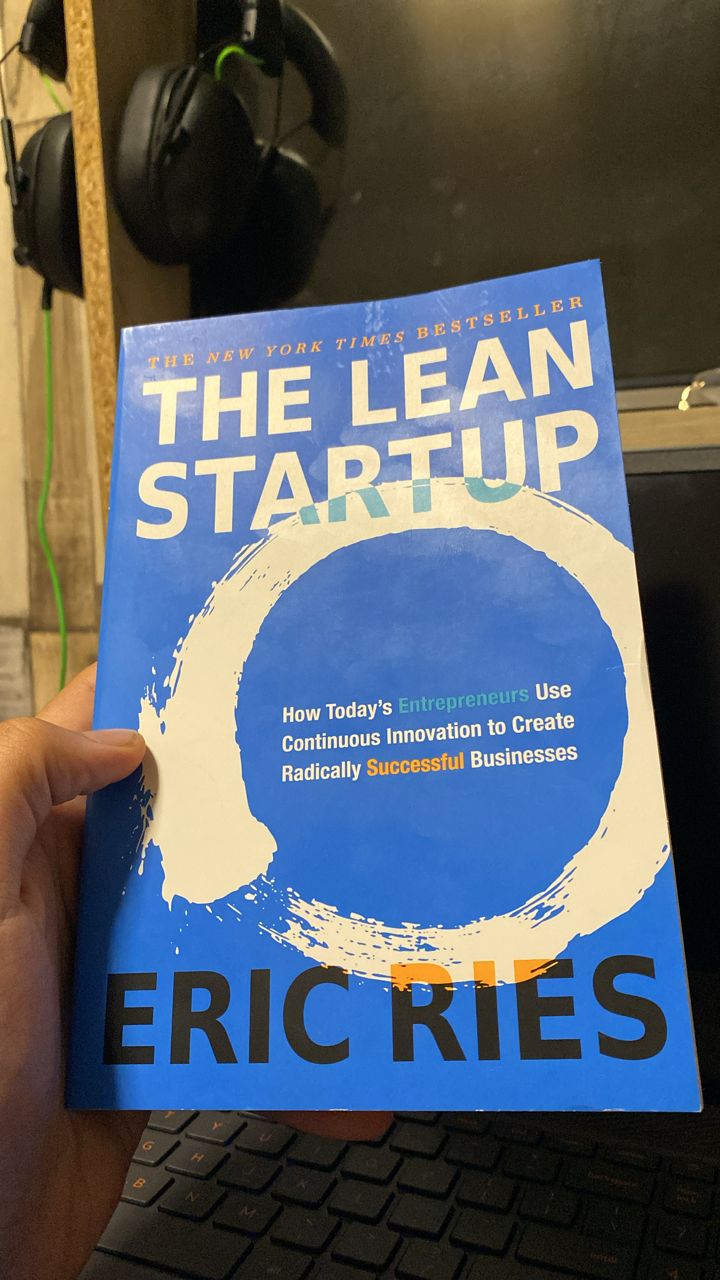 THE NEW YORK TIMES BESTSELLER
THE LEAN
STARTUP
How Today's Entrepreneurs Use
Continuous Innovation to Create
Radically Successful Businesses
ERIC RIES
T Y U
G H J
B N M